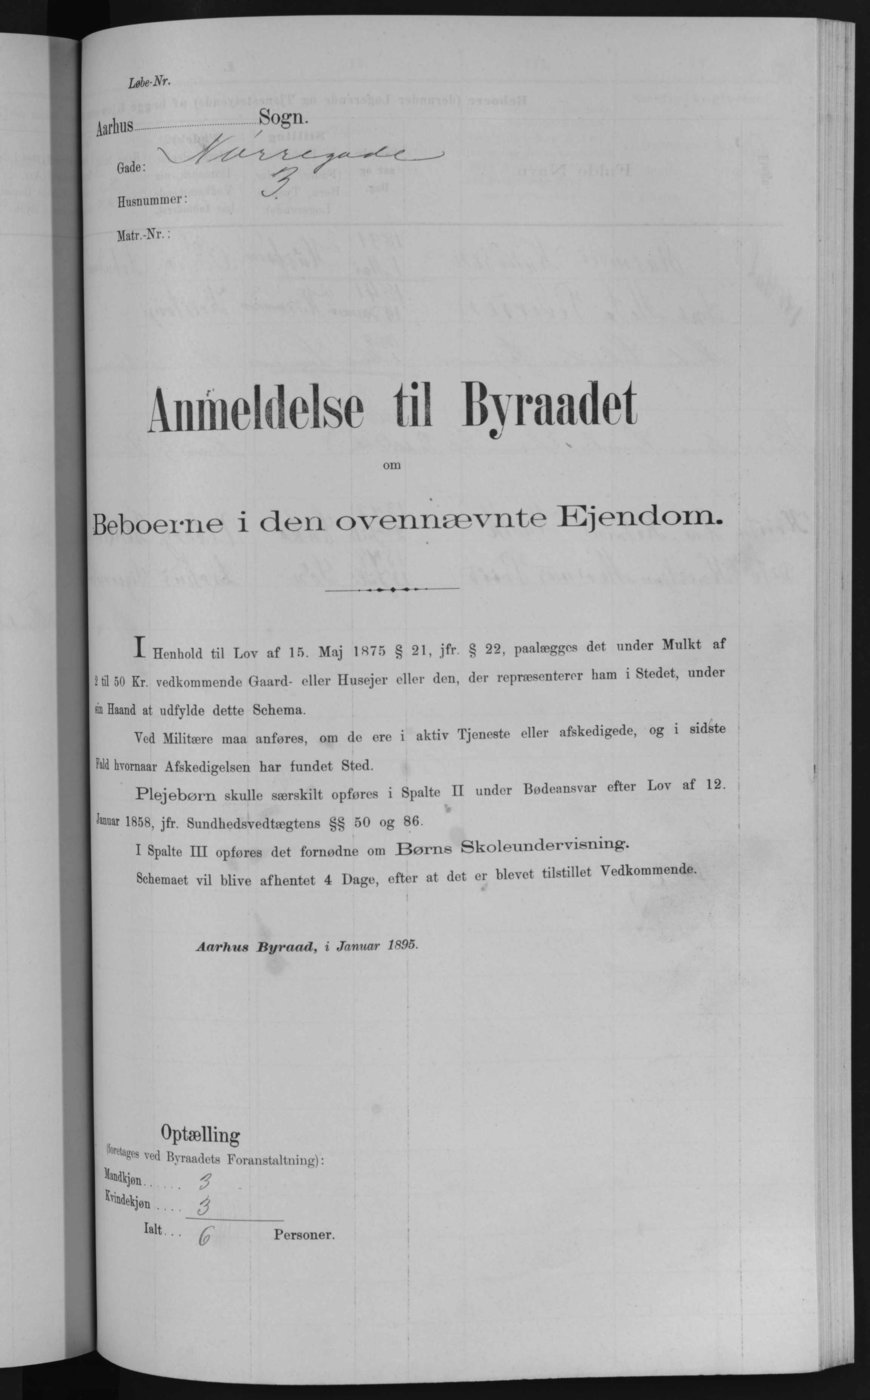 Løbe-Nr.
Aarhus Sogn.
Gade: Nørregade
Husnummer: 3
Matr.-Nr.:
Anmeldelse til Byraadet
om
Beboerne i den ovennævnte Ejendom.
I Henhold til Lov af 15. Maj 1875 § 21, jfr. § 22, paalægges det under Mulkt af
2 til 50 Kr. vedkommende Gaard- eller Husejer eller den, der repræsenterer ham i Stedet, under
sin Haand at udfylde dette Schema.
Ved Militære maa anføres, om de ere i aktiv Tjeneste eller afskedigede, og i sidste
Fald hvornaar Afskedigelsen har fundet Sted.
Plejebørn skulle særskilt opføres i Spalte II under Bødeansvar efter Lov af 12.
Januar 1858, jfr. Sundhedsvedtægtens §§ 50 og 86.
I Spalte III opføres det fornødne om Børns Skoleundervisning.
Schemaet vil blive afhentet 4 Dage, efter at det er blevet tilstillet Vedkommende.
Aarhus Byraad, i Januar 1895.
Optælling
(foretages ved Byraadets Foranstaltning):
Mandkjøn...... 3
Kvindekjøn .... 3
Ialt... 6 Personer.